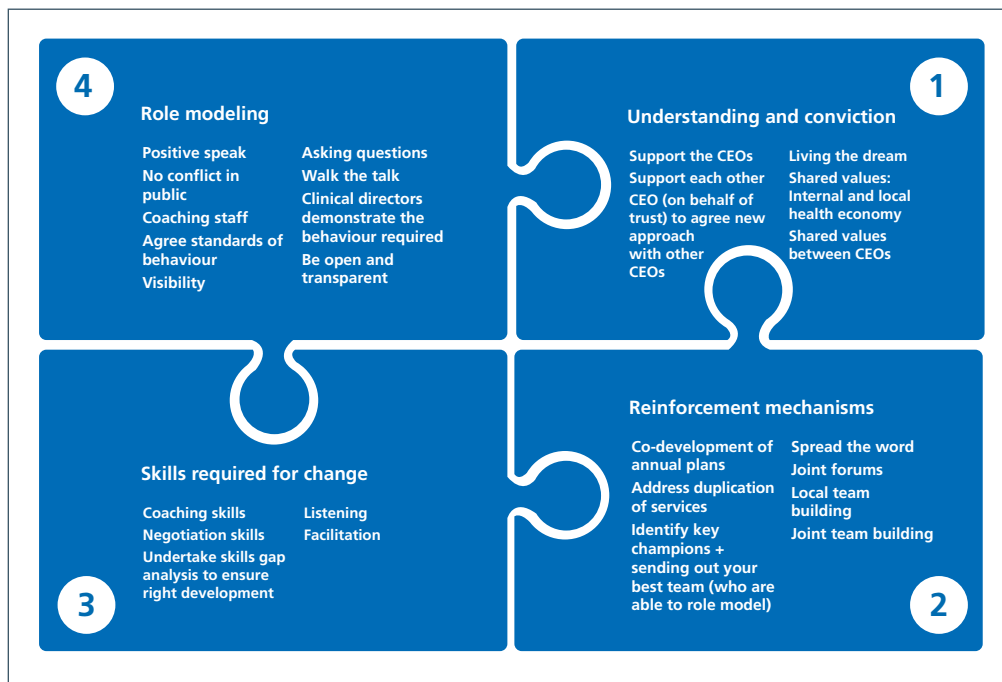 4
Role modeling
Positive speak
No conflict in
public
Coaching staff
Agree standards of
behaviour
Visibility
Asking questions
Walk the talk
Clinical directors
demonstrate the
behaviour required
Be open and
transparent
1
Understanding and conviction
Support the CEOs
Support each other
CEO (on behalf of
trust) to agree new
approach
with other
CEOs
Living the dream
Shared values:
Internal and local
health economy
Shared values
between CEOs
Skills required for change
Coaching skills
Negotiation skills
Undertake skills gap
analysis to ensure
right development
Listening
Facilitation
3
Reinforcement mechanisms
Co-development of
annual plans
Address duplication
of services
Identify key
champions +
sending out your
best team (who are
able to role model)
Spread the word
Joint forums
Local team
building
Joint team building
2